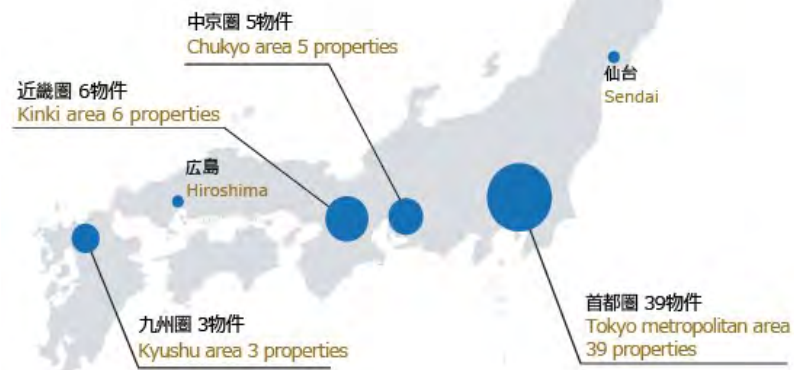 中京圏 5物件
Chukyo area 5 properties
仙台
Sendai
近畿圏 6物件
Kinki area 6 properties
広島
Hiroshima
首都圏 39物件
Tokyo metropolitan area
39 properties
九州圏 3物件
Kyushu area 3 properties